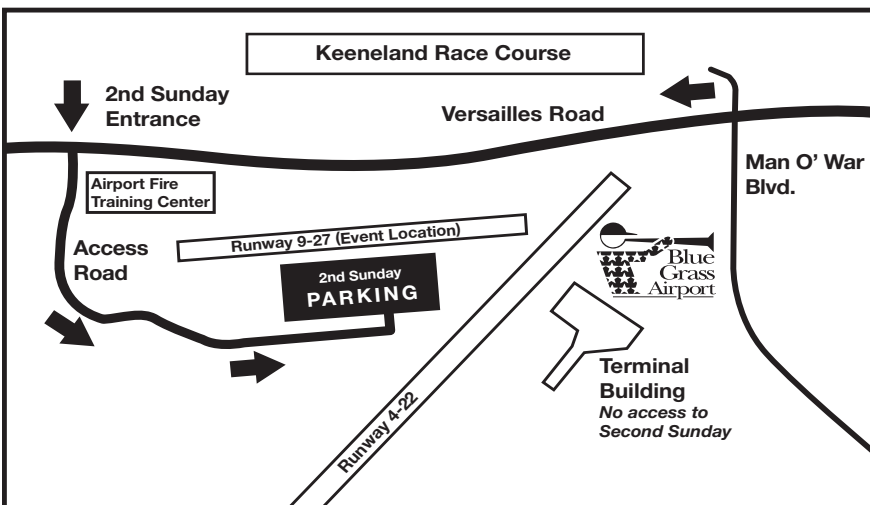 Keeneland Race Course
2nd Sunday
Entrance
Versailles Road
Man O' War
Blvd.
Airport Fire
Training Center
Access
Road
Runway 9-27 (Event Location)
2nd Sunday
PARKING
Blue
Grass
Airport
Terminal
Building
No access to
Second Sunday
Runway 4-22